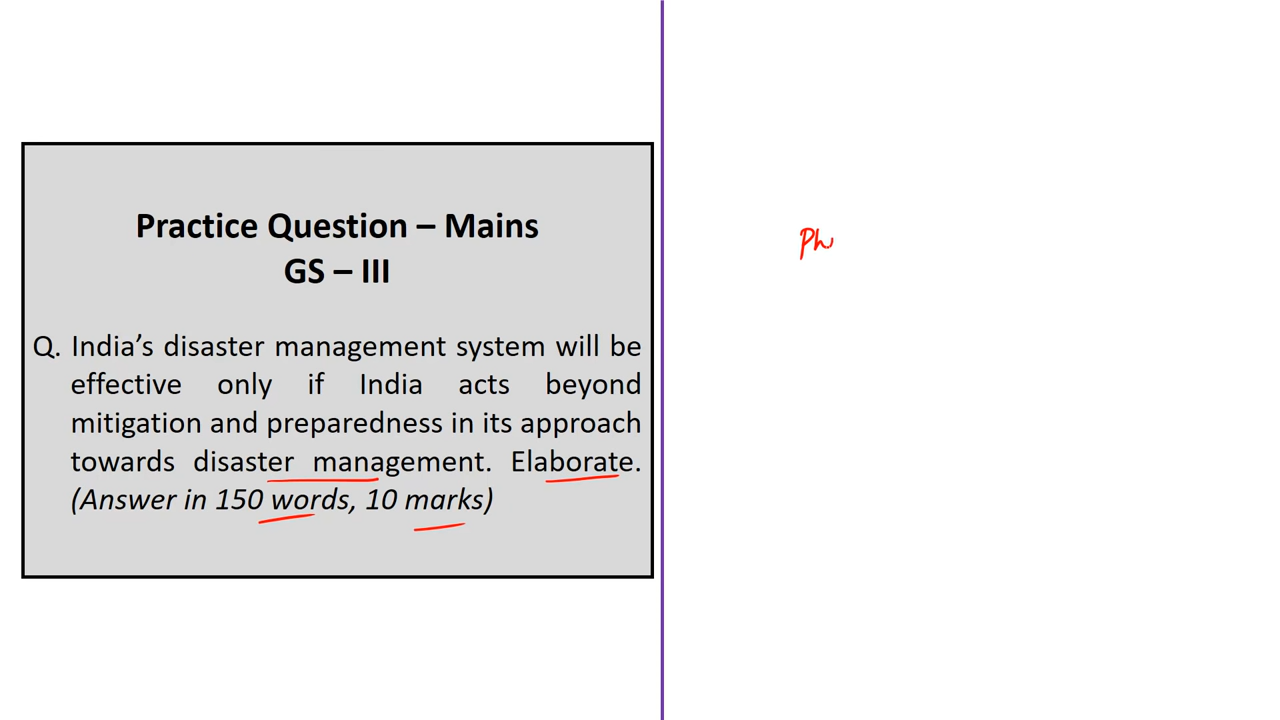 Practice Question – Mains
GS – III
Q. India’s disaster management system will be
effective only if India acts beyond
mitigation and preparedness in its approach
towards disaster management. Elaborate.
(Answer in 150 words, 10 marks)
Ph